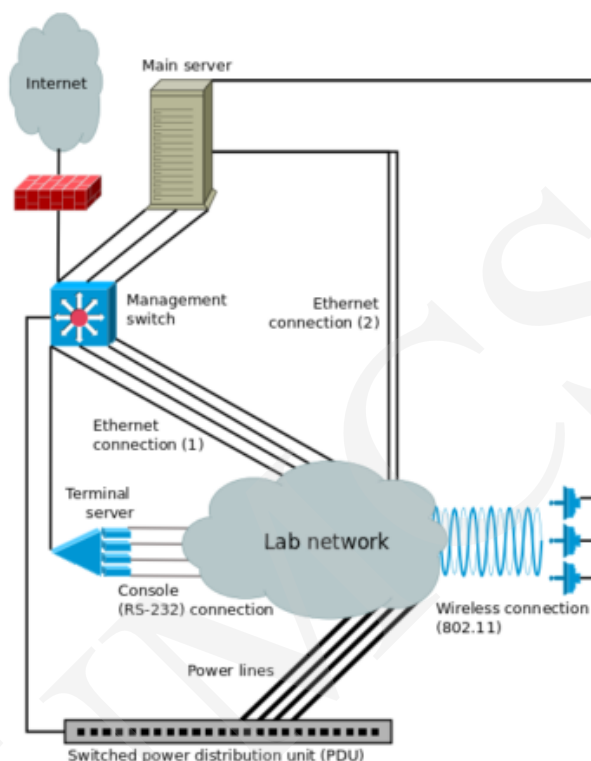 Main server
Internet
Management
switch
Ethernet
connection (2)
Ethernet
connection (1)
Terminal
server
Lab network
Console
(RS-232) connection
Wireless connection
(802.11)
Power lines
Switched power distribution unit (PDU)